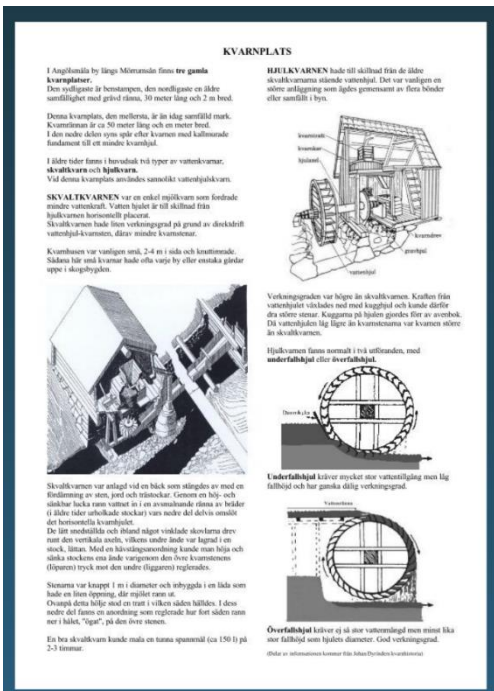 KVARNPLATS
I Angölsmåla by längs Mörrumsån finns tre gamla
kvarnplatser.
Den sydligaste är benstampen, den nordligaste en äldre
samfällighet med grävd ränna, 30 meter lång och 2 m bred.
Denna kvarnplats, den mellersta, är än idag samfälld mark.
Kvarnrännan är ca 50 meter lång och en meter bred.
I den nedre delen syns spår efter kvarnen med kallmurade
fundament till ett mindre kvarnhjul.
I äldre tider fanns i huvudsak två typer av vattenkvarnar,
skvaltkvarn och hjulkvarn.
Vid denna kvarnplats användes sannolikt vattenhjulskvarn.
SKVALTKVARNEN var en enkel mjölkvarn som fordrade
mindre vattenkraft. Vatten hjulet är till skillnad från
hjulkvarnen horisontellt placerat.
Skvaltkvarnen hade liten verkningsgrad på grund av direktdrift
vattenhjul-kvarnsten, därav mindre kvarnstenar.
Kvarnhusen var vanligen små, 2-4 m i sida och knuttimrade.
Sådana här små kvarnar hade ofta varje by eller enstaka gårdar
uppe i skogsbygden.
Skvaltkvarnen var anlagd vid en bäck som stängdes av med en
fördämning av sten, jord och trästockar. Genom en höj- och
sänkbar lucka rann vattnet in i en avsmalnande ränna av bräder
(i äldre tider urholkade stockar) vars nedre del delvis omslöt
det horisontella kvarnhjulet.
De lätt snedställda och ibland något vinklade skovlarna drev
runt den vertikala axeln, vilkens undre ände var lagrad i en
stock, lättan. Med en hävstångsanordning kunde man höja och
sänka stockens ena ände varigenom den övre kvarnstenens
(löparen) tryck mot den undre (liggaren) reglerades.
Stenarna var knappt 1 m i diameter och inbyggda i en låda som
hade en liten öppning, där mjölet rann ut.
Ovanpå detta höljе stod en tratt i vilken säden hälldes. I dess
nedre del fanns en anordning som reglerade hur fort säden rann
ner i hålet, "ögat", på den övre stenen.
En bra skvaltkvarn kunde mala en tunna spannmål (ca 150 l) på
2-3 timmar.
HJULKVARNEN hade till skillnad från de äldre
skvaltkvarnarna stående vattenhjul. Det var vanligen en
större anläggning som ägdes gemensamt av flera bönder
eller samfällt i byn.
kvarntratt
kvarnkar
hjulaxel
kvarndrev
gravhjul
vattenhjul
Verkningsgraden var högre än skvaltkvarnen. Kraften från
vattenhjulet växlades ned med kugghjul och kunde därför
dra större stenar. Kuggarna på hjulen gjordes förr av avenbok.
Då vattenhjulen låg lägre än kvarnstenarna var kvarnen större
än skvaltkvarnen.
Hjulkvarnen fanns normalt i två utföranden, med
underfallshjul eller överfallshjul.
Underfallshjul kräver mycket stor vattentillgång men låg
fallhöjd och har ganska dålig verkningsgrad.
Vattenränna
Överfallshjul kräver ej så stor vattenmängd men minst lika
stor fallhöjd som hjulets diameter. God verkningsgrad.
(Delar av informationen kommer från Johan Dyrinders kvarnhistoria)